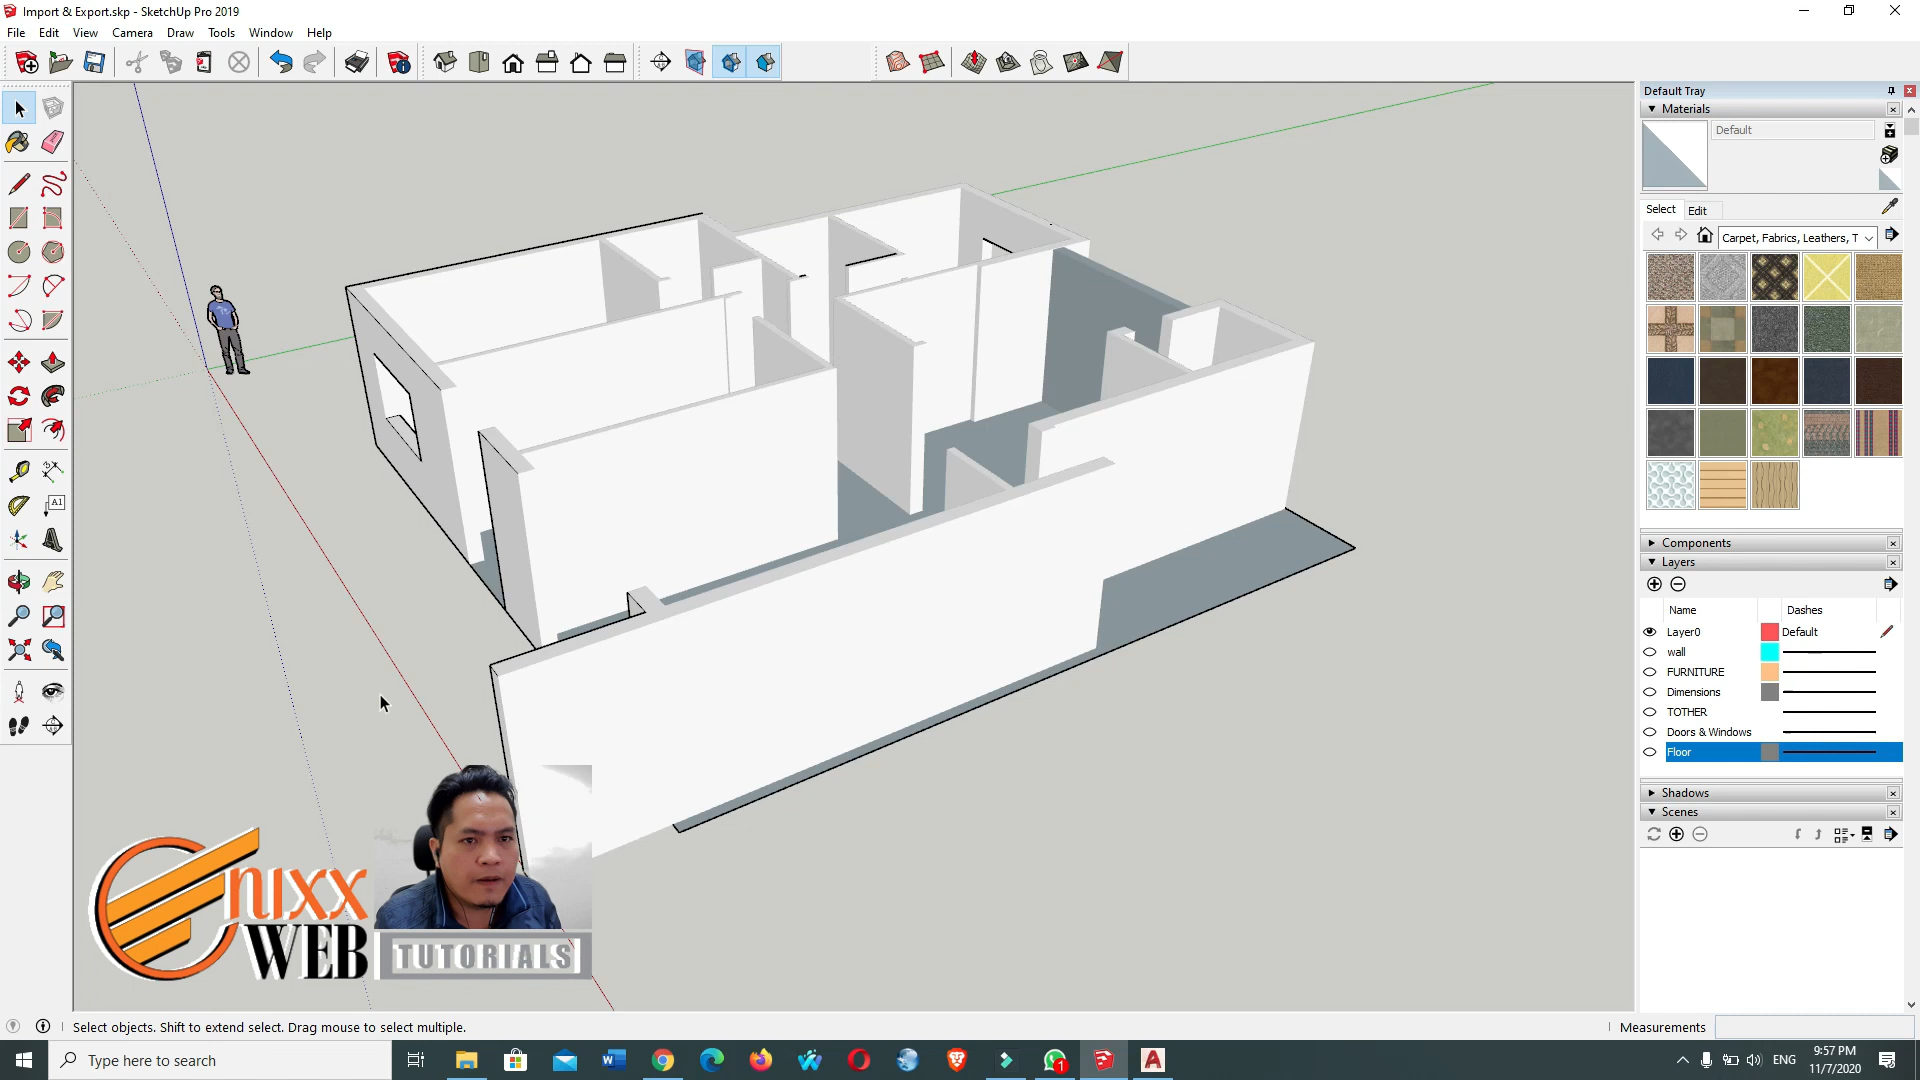 Import & Export.skp - SketchUp Pro 2019
File Edit View Camera Draw Tools Window Help
Default Tray
Materials
Default
Select Edit
Carpet, Fabrics, Leathers, T
A1
Components
Layers
Name Dashes
Layer0 Default
wall
FURNITURE
Dimensions
TOTHER
Doors & Windows
Floor
Shadows
Scenes
nixx
WEB
TUTORIALS
Select objects. Shift to extend select. Drag mouse to select multiple.
Measurements
Type here to search
1
ENG
9:57 PM
11/7/2020